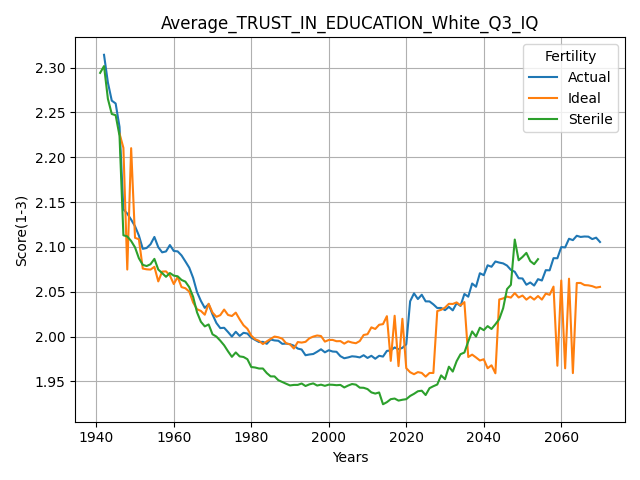 Average_TRUST_IN_EDUCATION_White_Q3_IQ
Fertility
Actual
Ideal
Sterile
Score(1-3)
2.30
2.25
2.20
2.15
2.10
2.05
2.00
1.95
1940 1960 1980 2000 2020 2040 2060
Years